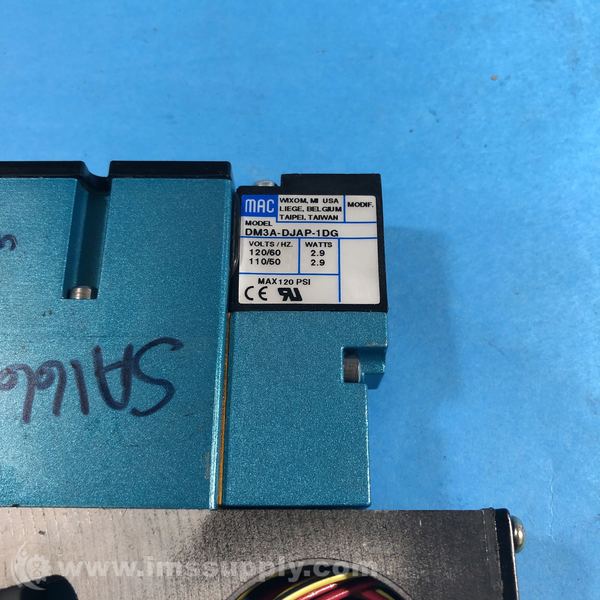 MAC
WIXOM, MI USA
LIEGE, BELGIUM
TAIPEI, TAIWAN
MODIF.
MODEL
DM3A-DJAP-1DG
VOLTS/HZ. WATTS
120/60 2.9
110/50 2.9
MAX 120 PSI
CE
SA166
www.imssupply.com